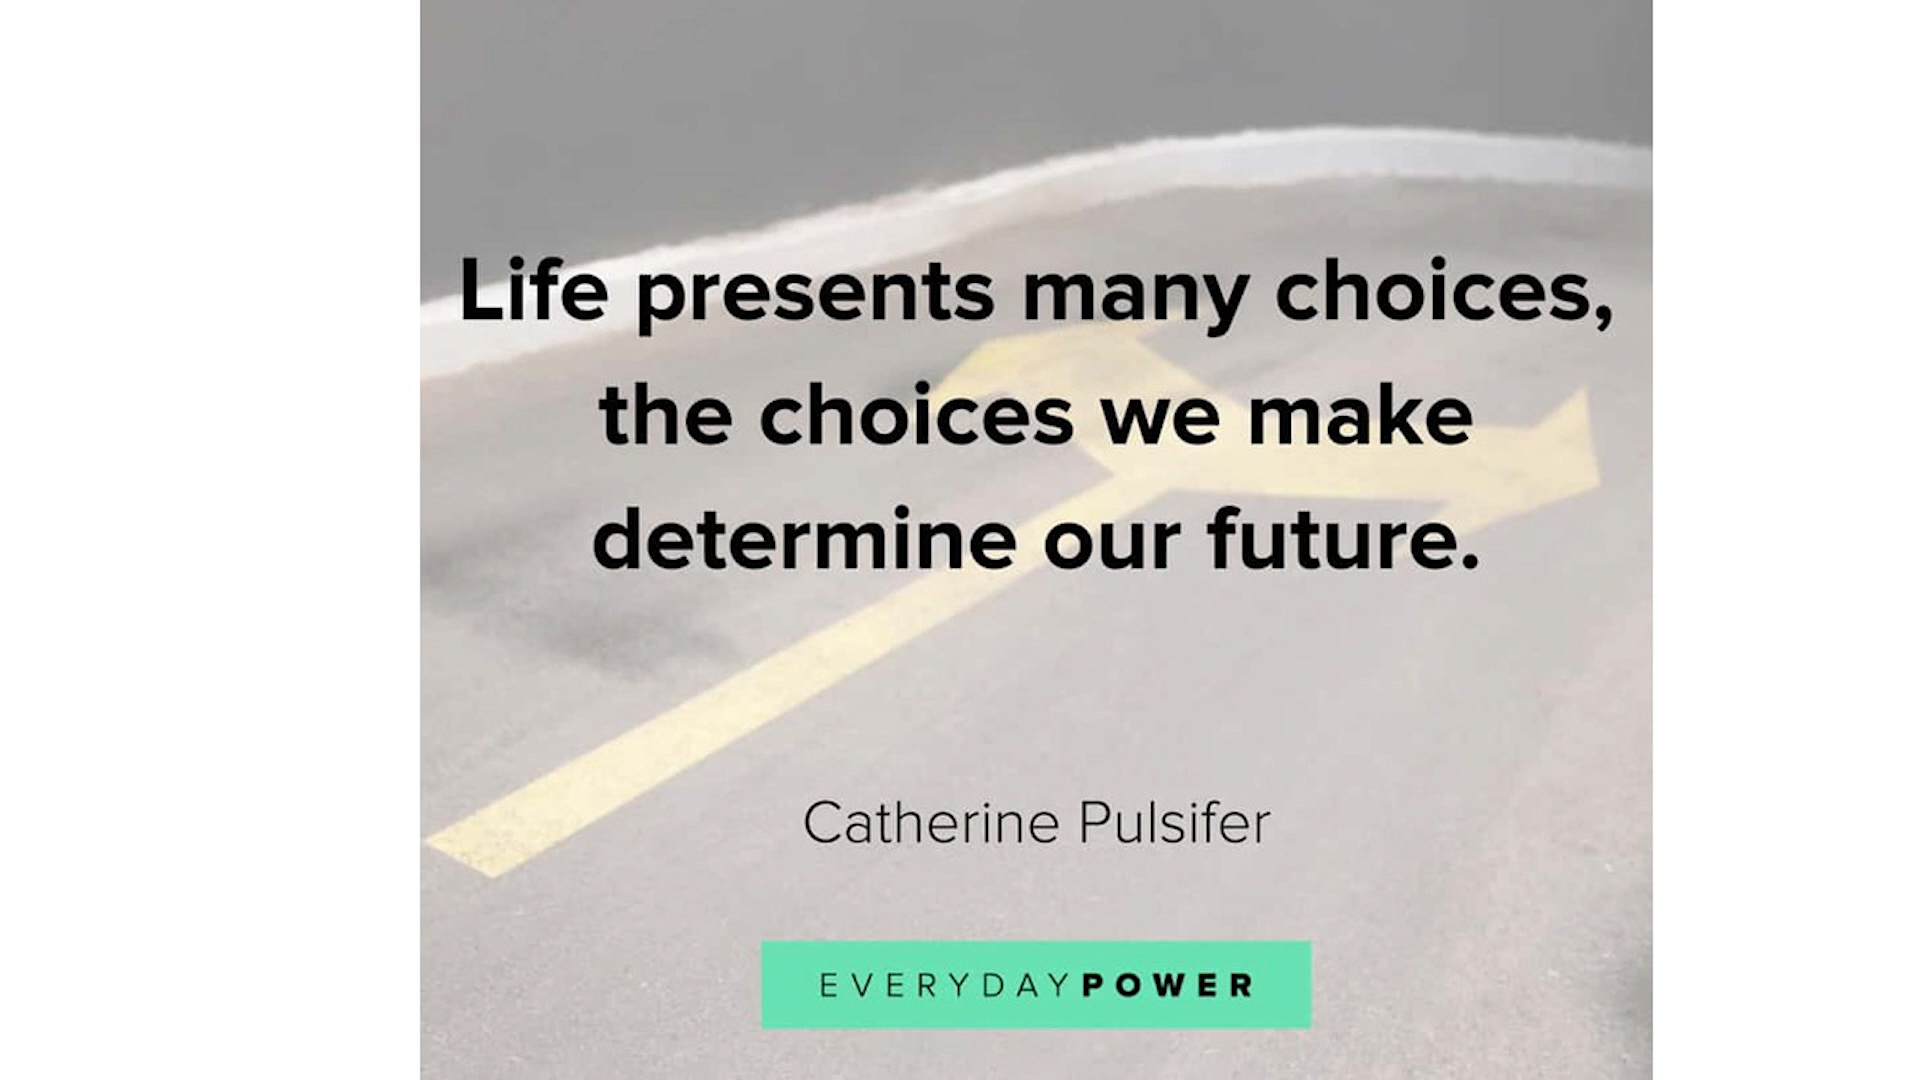 Life presents many choices,
the choices we make
determine our future.
Catherine Pulsifer
EVERYDAYPOWER